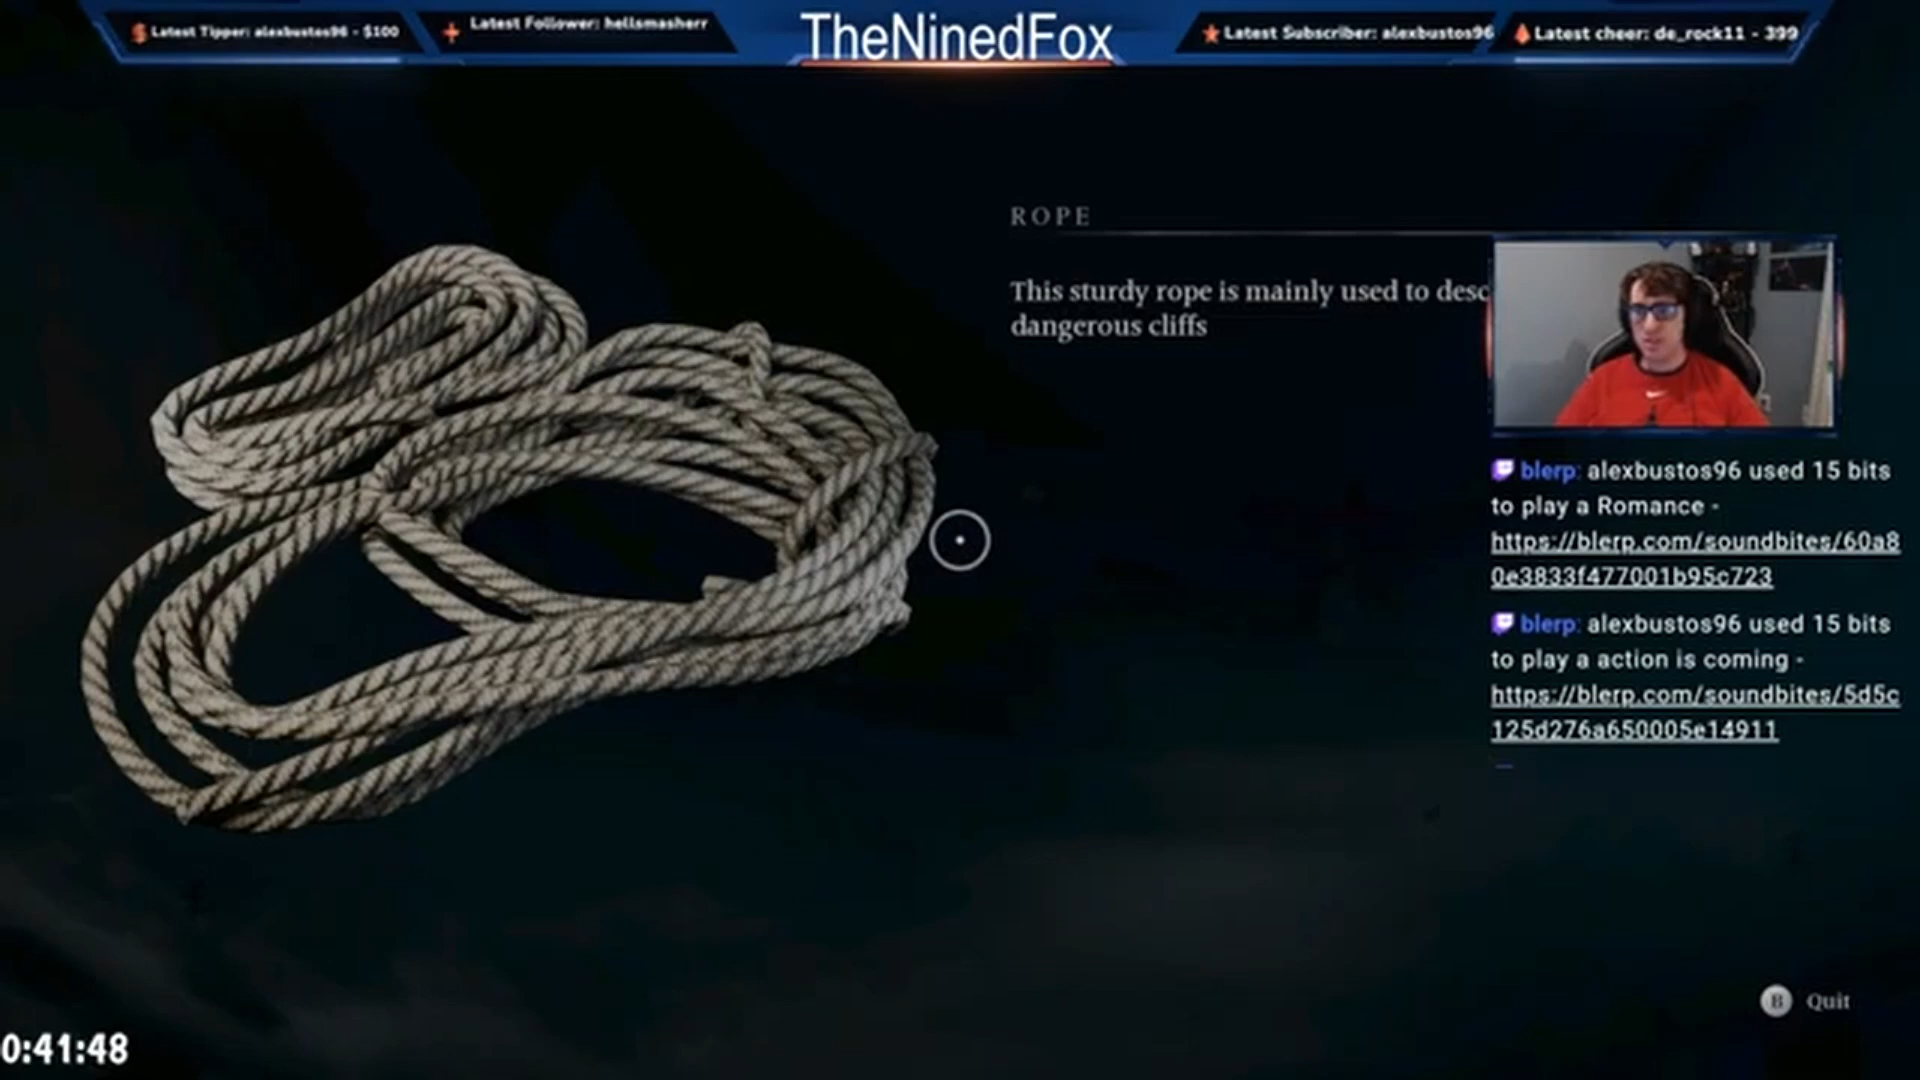 Latest Tipper: alexbustos96 - $100
Latest Follower: hellsmasherr
TheNinedFox
Latest Subscriber: alexbustos96
Latest cheer: de_rock11 - 399
ROPE
This sturdy rope is mainly used to desc
dangerous cliffs
blerp: alexbustos96 used 15 bits
to play a Romance -
https://blerp.com/soundbites/60a8
0e3833f477001b95c723
blerp: alexbustos96 used 15 bits
to play a action is coming -
https://blerp.com/soundbites/5d5c
125d276a650005e14911
B Quit
0:41:48